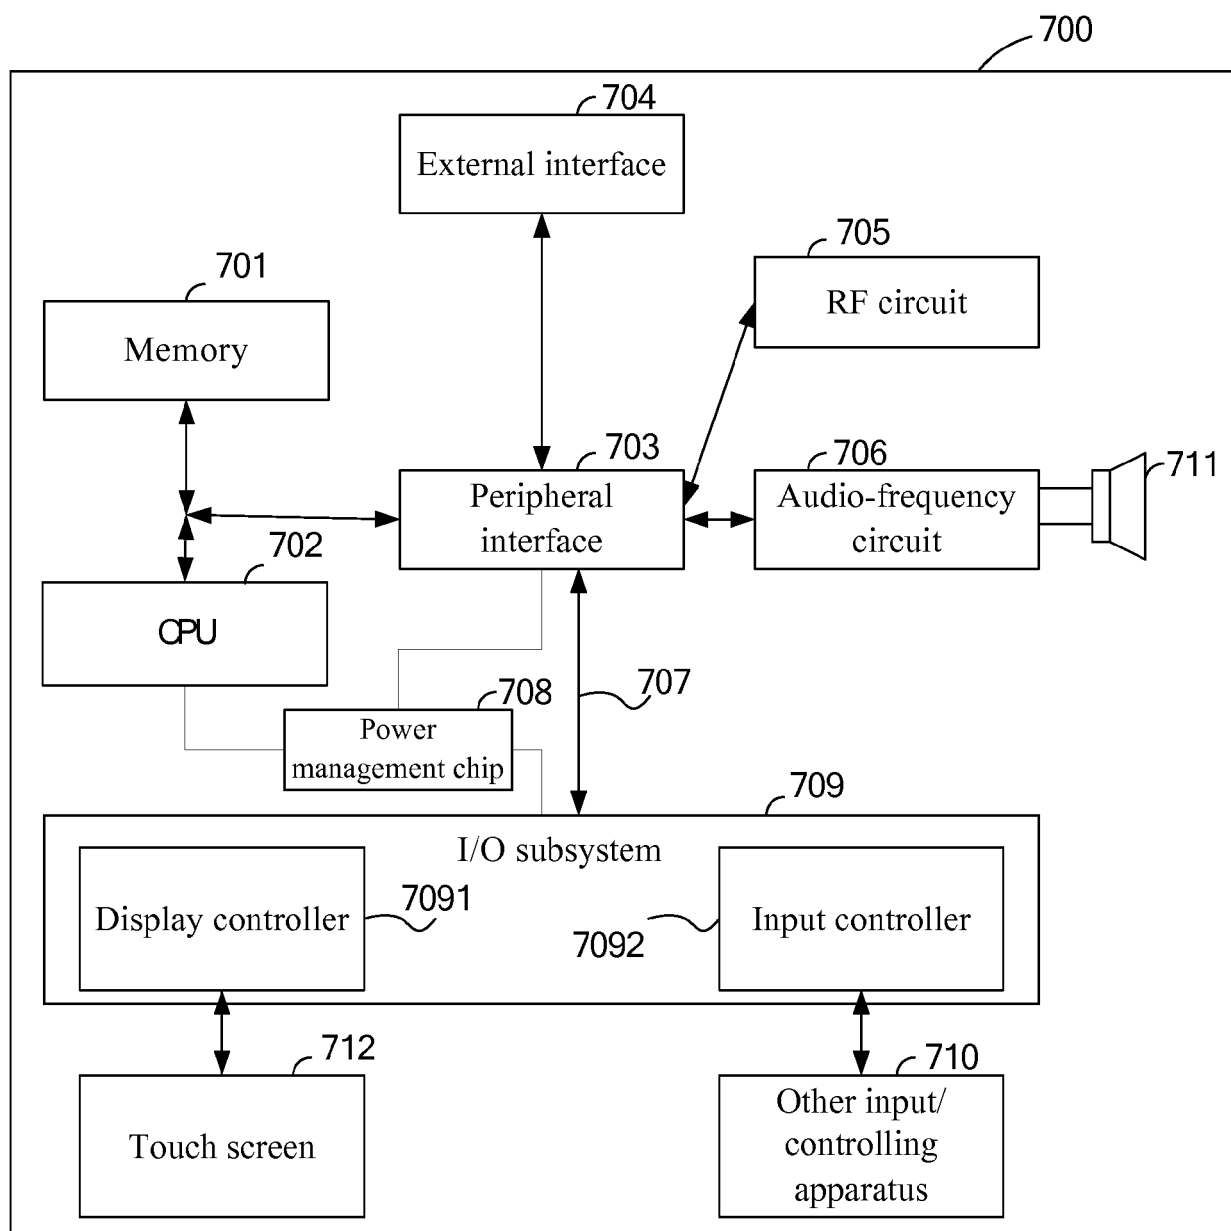 700
704
External interface
705
RF circuit
701
Memory
703
Peripheral
interface
706
Audio-frequency
circuit
711
702
CPU
707
708
Power
management chip
709
I/O subsystem
Display controller
7091
7092
Input controller
712
Touch screen
710
Other input/
controlling
apparatus